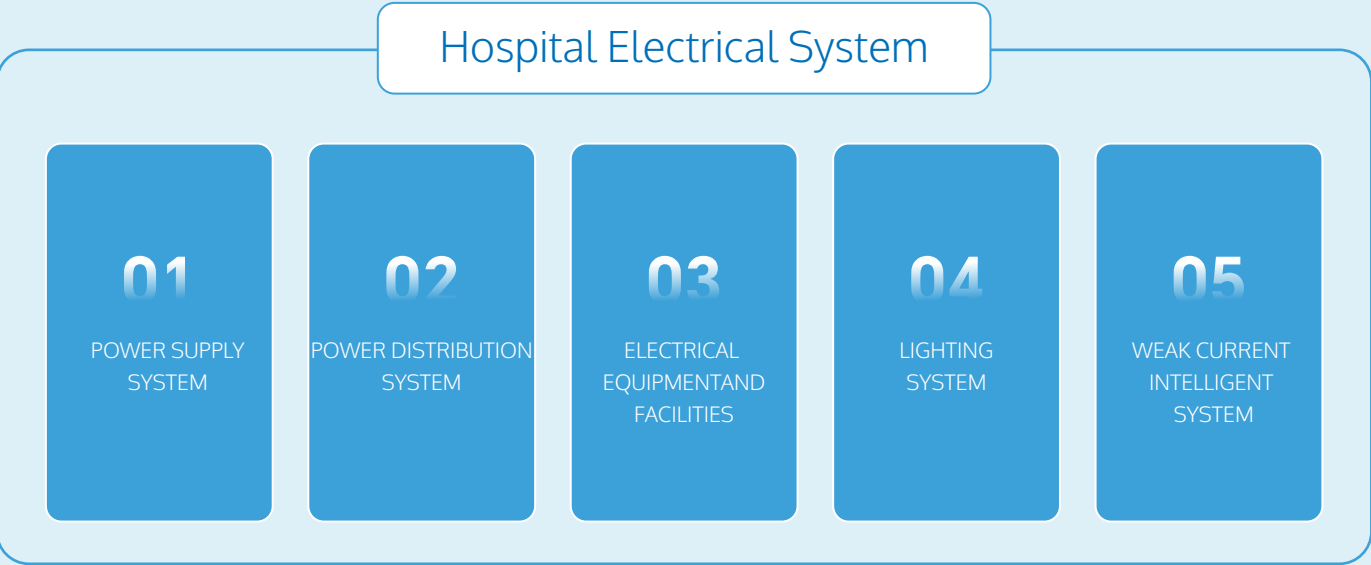 Hospital Electrical System
01
POWER SUPPLY
SYSTEM
02
POWER DISTRIBUTION
SYSTEM
03
ELECTRICAL
EQUIPMENTAND
FACILITIES
04
LIGHTING
SYSTEM
05
WEAK CURRENT
INTELLIGENT
SYSTEM